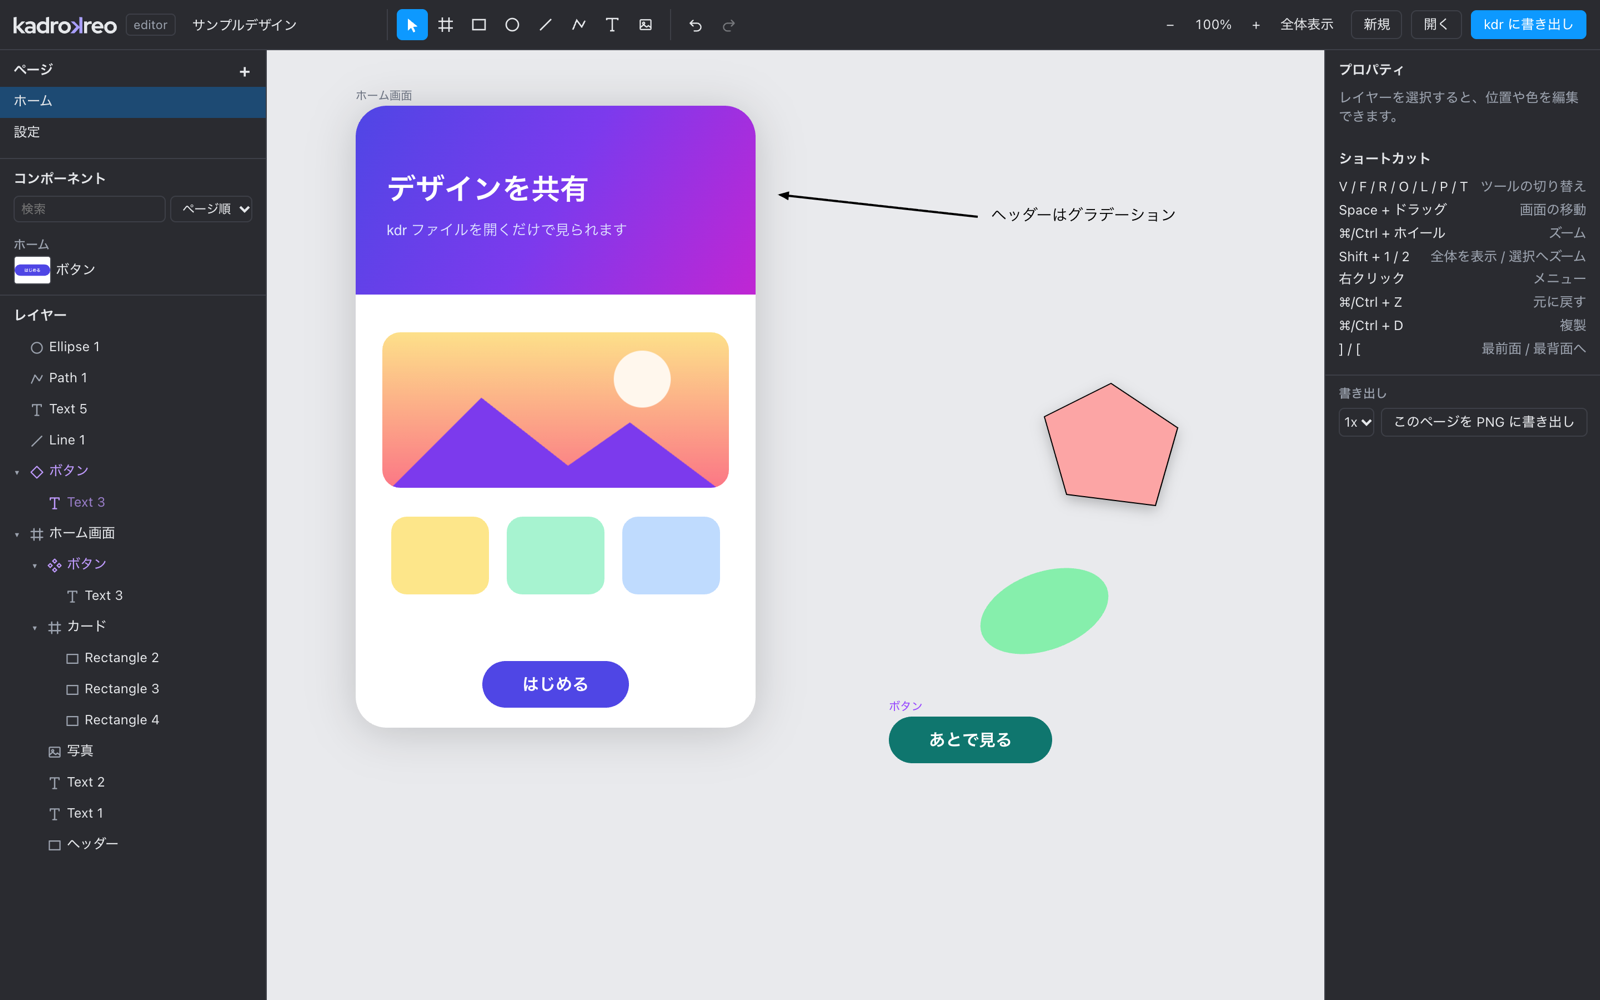 kadrokreo editor サンプルデザイン
− 100% + 全体表示 新規 開く kdr に書き出し
ページ +
ホーム
設定
コンポーネント
検索 ページ順
ホーム
はじめる ボタン
レイヤー
Ellipse 1
Path 1
Text 5
Line 1
ボタン
Text 3
ホーム画面
ボタン
Text 3
カード
Rectangle 2
Rectangle 3
Rectangle 4
写真
Text 2
Text 1
ヘッダー
ホーム画面
デザインを共有
kdr ファイルを開くだけで見られます
はじめる
ヘッダーはグラデーション
ボタン
あとで見る
プロパティ
レイヤーを選択すると、位置や色を編集
できます。
ショートカット
V / F / R / O / L / P / T ツールの切り替え
Space + ドラッグ 画面の移動
⌘/Ctrl + ホイール ズーム
Shift + 1 / 2 全体を表示 / 選択へズーム
右クリック メニュー
⌘/Ctrl + Z 元に戻す
⌘/Ctrl + D 複製
] / [ 最前面 / 最背面へ
書き出し
1x このページを PNG に書き出し